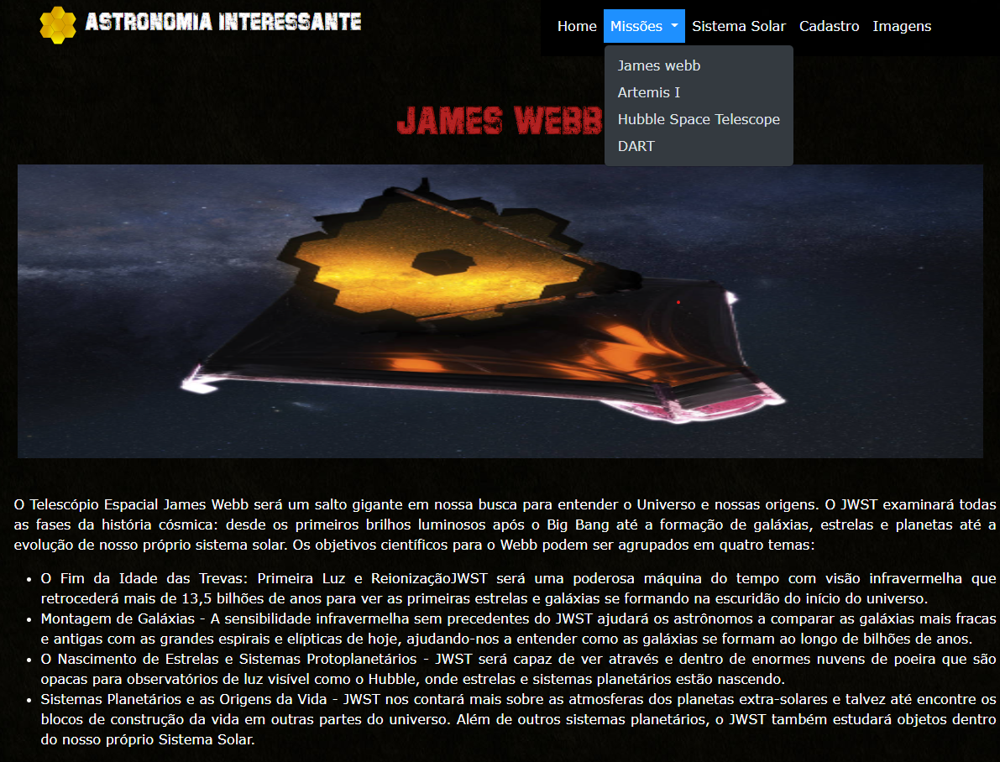 ASTRONOMIA INTERESSANTE
Home Missões Sistema Solar Cadastro Imagens
James webb
Artemis I
Hubble Space Telescope
DART
JAMES WEBB
O Telescópio Espacial James Webb será um salto gigante em nossa busca para entender o Universo e nossas origens. O JWST examinará todas
as fases da história cósmica: desde os primeiros brilhos luminosos após o Big Bang até a formação de galáxias, estrelas e planetas até a
evolução de nosso próprio sistema solar. Os objetivos científicos para o Webb podem ser agrupados em quatro temas:
• O Fim da Idade das Trevas: Primeira Luz e ReionizaçãoJWST será uma poderosa máquina do tempo com visão infravermelha que
retrocederá mais de 13,5 bilhões de anos para ver as primeiras estrelas e galáxias se formando na escuridão do início do universo.
• Montagem de Galáxias - A sensibilidade infravermelha sem precedentes do JWST ajudará os astrônomos a comparar as galáxias mais fracas
e antigas com as grandes espirais e elípticas de hoje, ajudando-nos a entender como as galáxias se formam ao longo de bilhões de anos.
• O Nascimento de Estrelas e Sistemas Protoplanetários - JWST será capaz de ver através e dentro de enormes nuvens de poeira que são
opacas para observatórios de luz visível como o Hubble, onde estrelas e sistemas planetários estão nascendo.
• Sistemas Planetários e as Origens da Vida - JWST nos contará mais sobre as atmosferas dos planetas extra-solares e talvez até encontre os
blocos de construção da vida em outras partes do universo. Além de outros sistemas planetários, o JWST também estudará objetos dentro
do nosso próprio Sistema Solar.